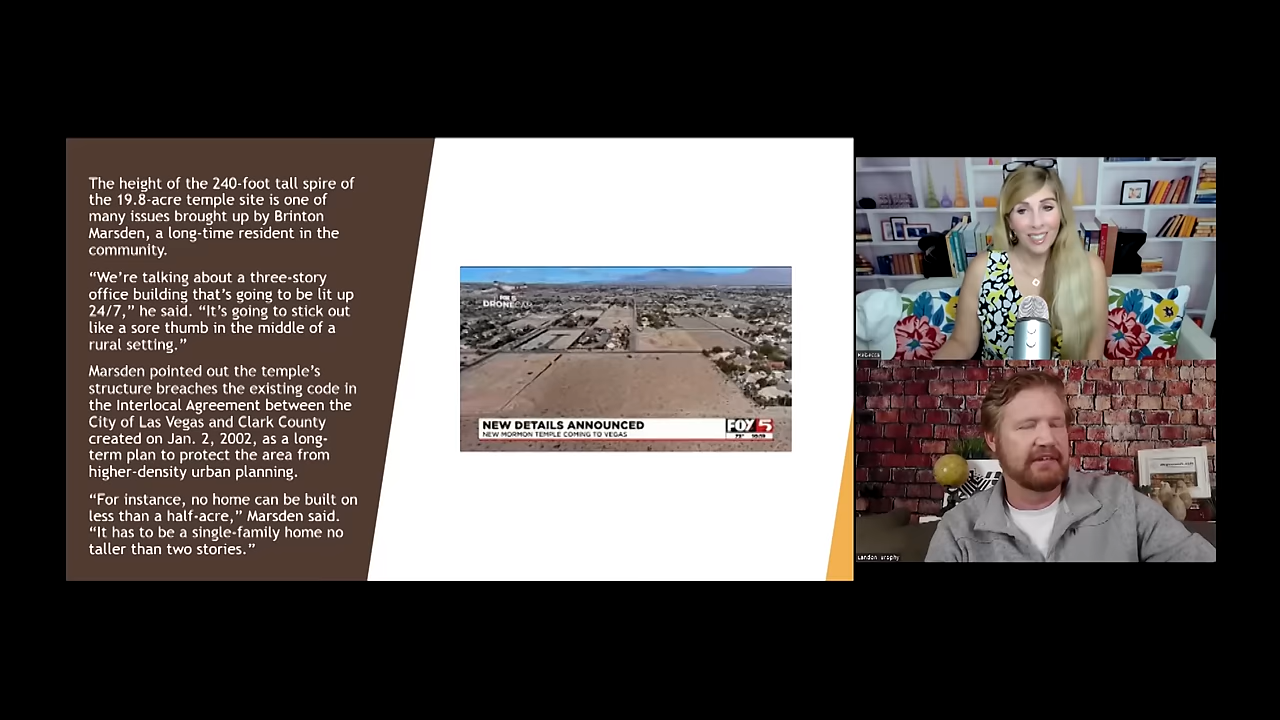 The height of the 240-foot tall spire of
the 19.8-acre temple site is one of
many issues brought up by Brinton
Marsden, a long-time resident in the
community.
“We’re talking about a three-story
office building that’s going to be lit up
24/7,” he said. “It’s going to stick out
like a sore thumb in the middle of a
rural setting.”
Marsden pointed out the temple’s
structure breaches the existing code in
the Interlocal Agreement between the
City of Las Vegas and Clark County
created on Jan. 2, 2002, as a long-
term plan to protect the area from
higher-density urban planning.
“For instance, no home can be built on
less than a half-acre,” Marsden said.
“It has to be a single-family home no
taller than two stories.”
DRONECAM
NEW DETAILS ANNOUNCED
NEW MORMON TEMPLE COMING TO VEGAS
FOX 5
Rebecca
Landon Brophy